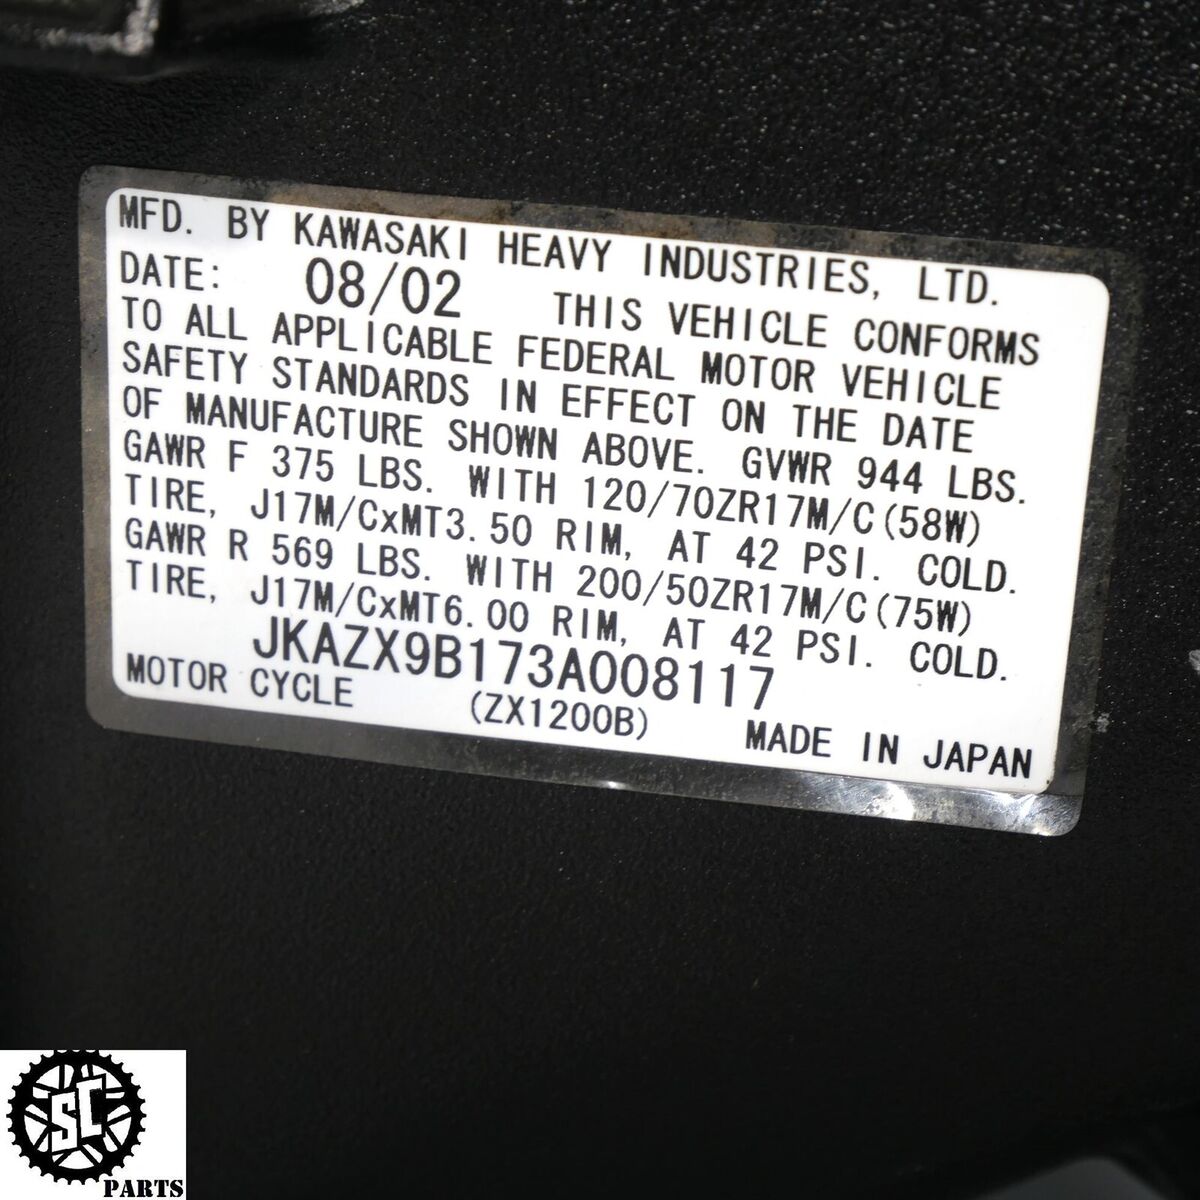 MFD. BY KAWASAKI HEAVY INDUSTRIES, LTD.
DATE: 08/02 THIS VEHICLE CONFORMS
TO ALL APPLICABLE FEDERAL MOTOR VEHICLE
SAFETY STANDARDS IN EFFECT ON THE DATE
OF MANUFACTURE SHOWN ABOVE. GVWR 944 LBS.
GAWR F 375 LBS. WITH 120/70ZR17M/C(58W)
TIRE, J17M/CxMT3.50 RIM, AT 42 PSI. COLD.
GAWR R 569 LBS. WITH 200/50ZR17M/C(75W)
TIRE, J17M/CxMT6.00 RIM, AT 42 PSI. COLD.
JKAZX9B173A008117
MOTOR CYCLE (ZX1200B) MADE IN JAPAN
SC
PARTS